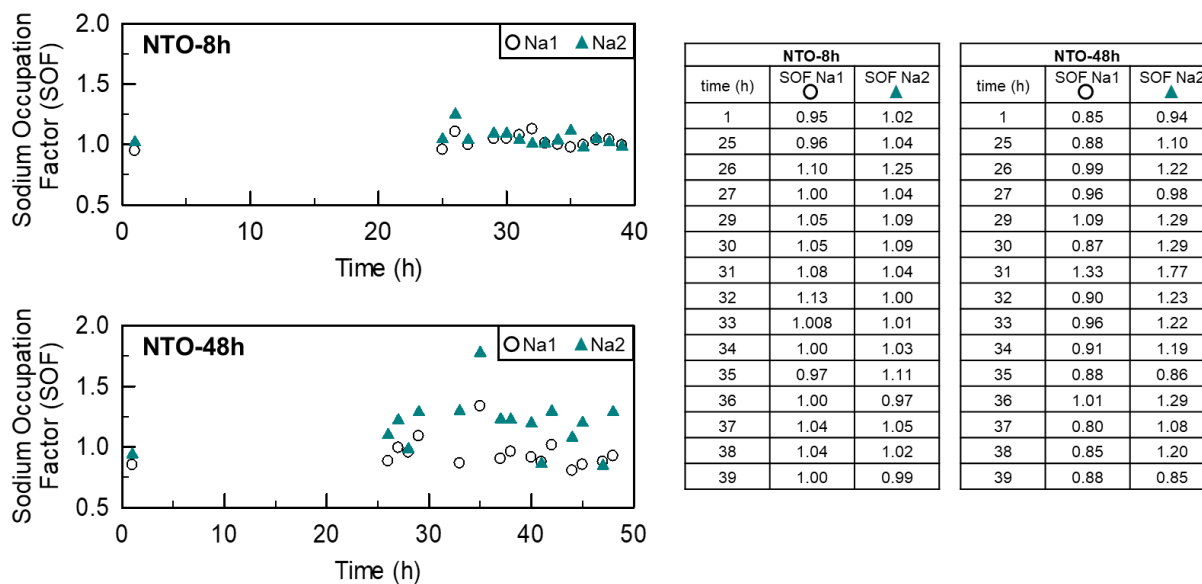 NTO-8h
Na1 Na2
Sodium Occupation
Factor (SOF)
2.0
1.5
1.0
0.5
0 10 20 30 40
Time (h)
NTO-48h
Na1 Na2
Sodium Occupation
Factor (SOF)
2.0
1.5
1.0
0.5
0 10 20 30 40 50
Time (h)
NTO-8h
time (h) SOF Na1 SOF Na2
1 0.95 1.02
25 0.96 1.04
26 1.10 1.25
27 1.00 1.04
29 1.05 1.09
30 1.05 1.09
31 1.08 1.04
32 1.13 1.00
33 1.008 1.01
34 1.00 1.03
35 0.97 1.11
36 1.00 0.97
37 1.04 1.05
38 1.04 1.02
39 1.00 0.99
NTO-48h
time (h) SOF Na1 SOF Na2
1 0.85 0.94
25 0.88 1.10
26 0.99 1.22
27 0.96 0.98
29 1.09 1.29
30 0.87 1.29
31 1.33 1.77
32 0.90 1.23
33 0.96 1.22
34 0.91 1.19
35 0.88 0.86
36 1.01 1.29
37 0.80 1.08
38 0.85 1.20
39 0.88 0.85